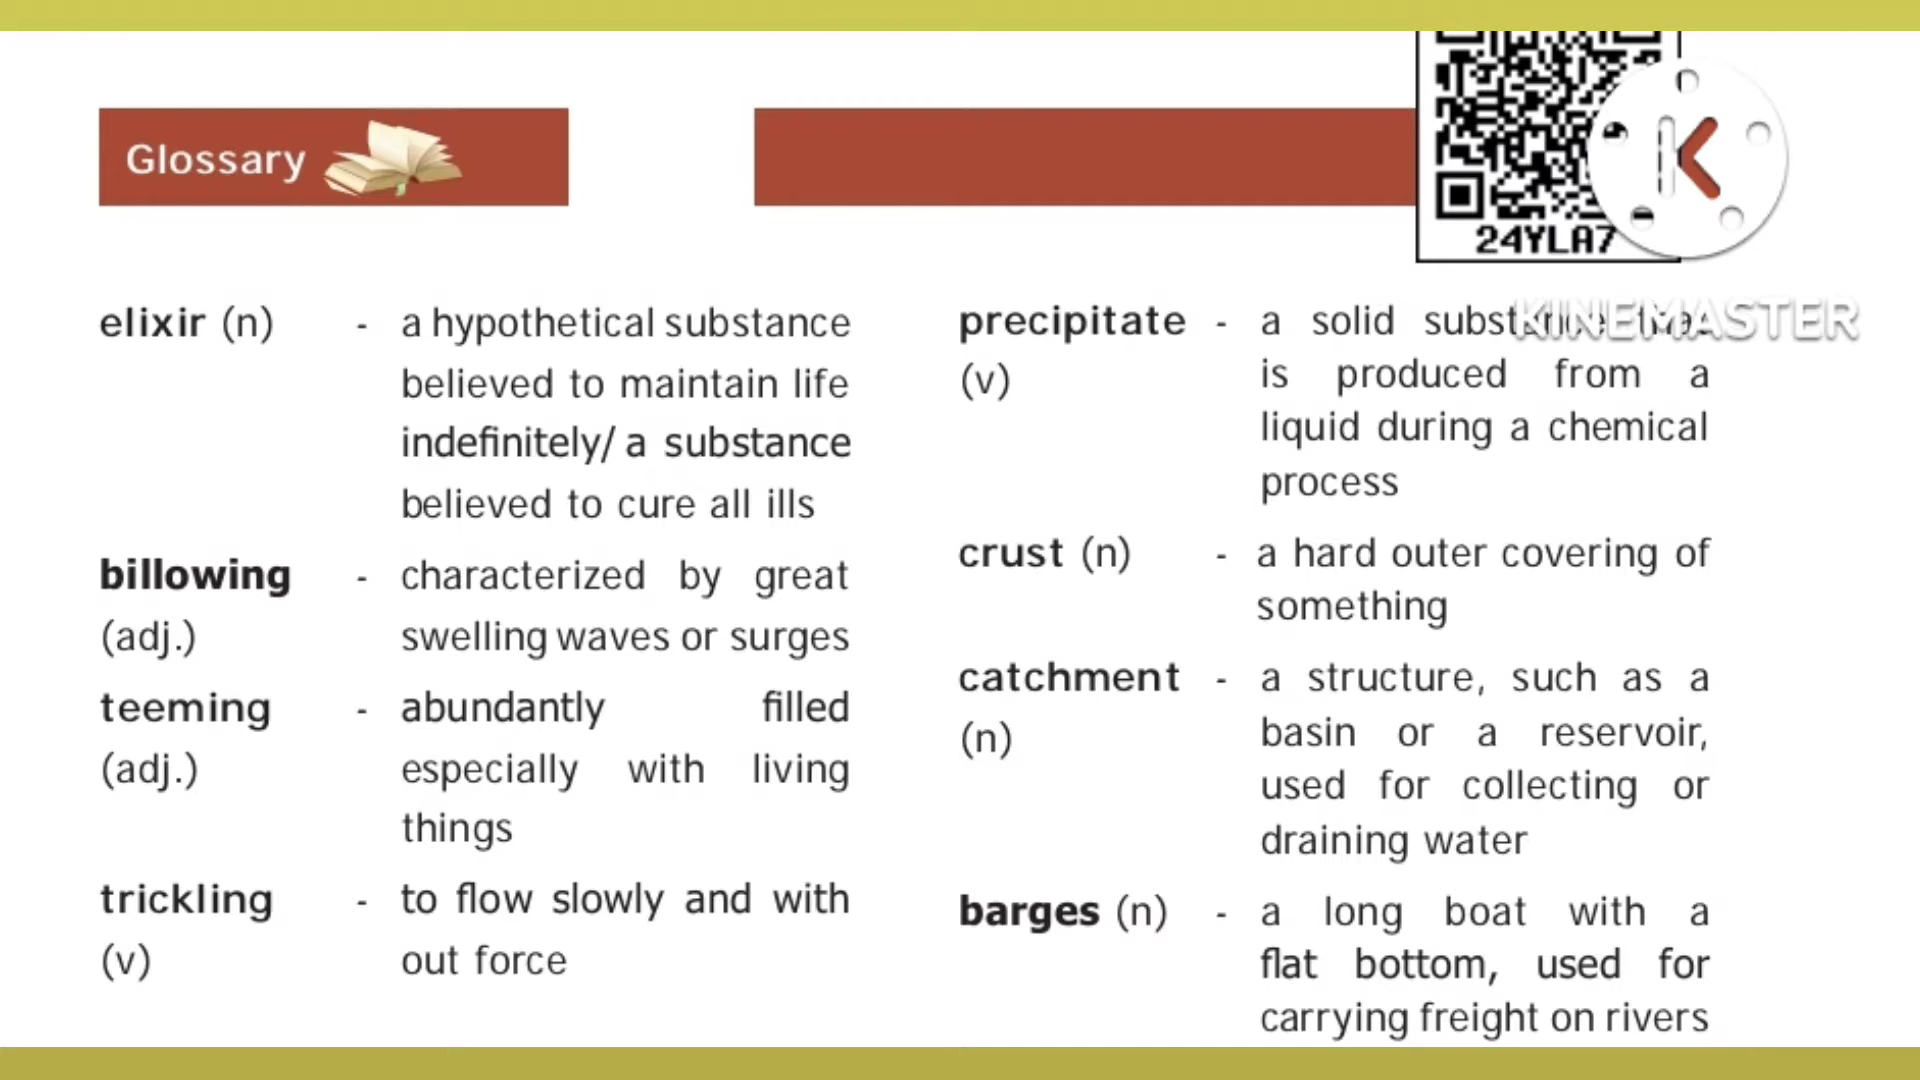 Glossary
24YLA7
K
KINEMASTER
elixir (n) - a hypothetical substance
believed to maintain life
indefinitely/ a substance
believed to cure all ills
billowing - characterized by great
(adj.) swelling waves or surges
teeming - abundantly filled
(adj.) especially with living
things
trickling - to flow slowly and with
(v) out force
precipitate - a solid substance that
(v) is produced from a
liquid during a chemical
process
crust (n) - a hard outer covering of
something
catchment - a structure, such as a
(n) basin or a reservoir,
used for collecting or
draining water
barges (n) - a long boat with a
flat bottom, used for
carrying freight on rivers